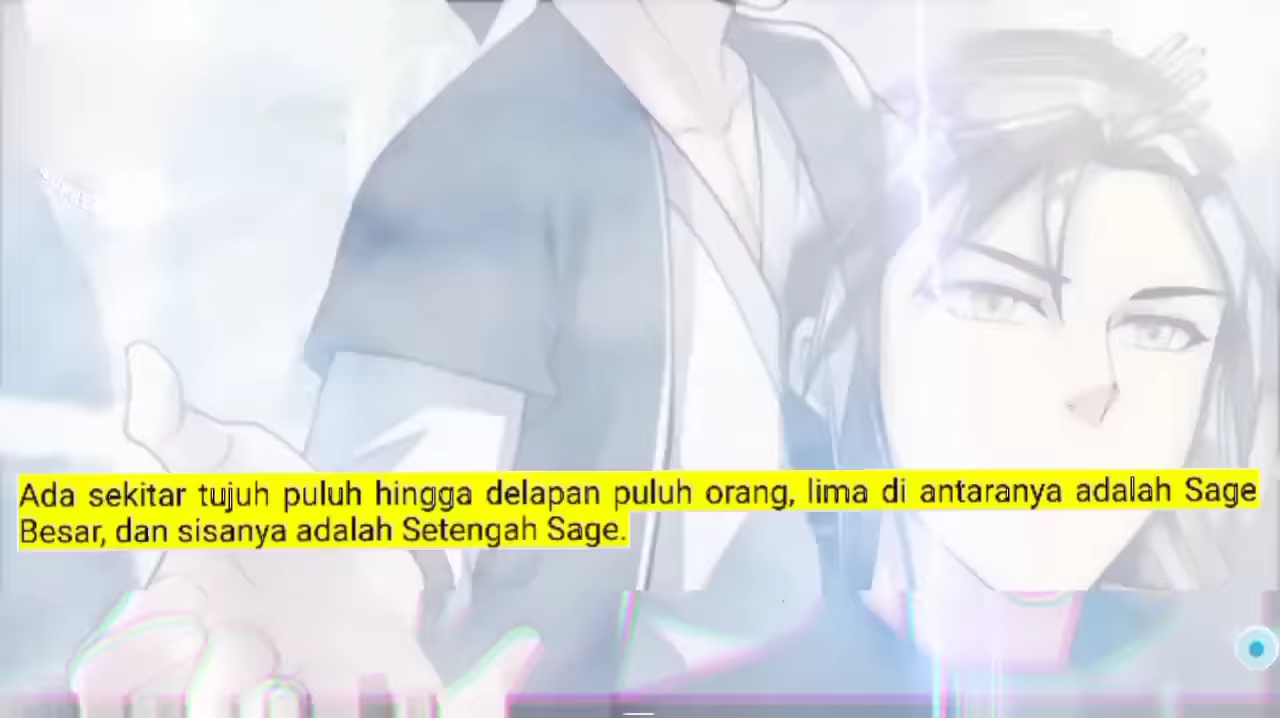 Ada sekitar tujuh puluh hingga delapan puluh orang, lima di antaranya adalah Sage
Besar, dan sisanya adalah Setengah Sage.